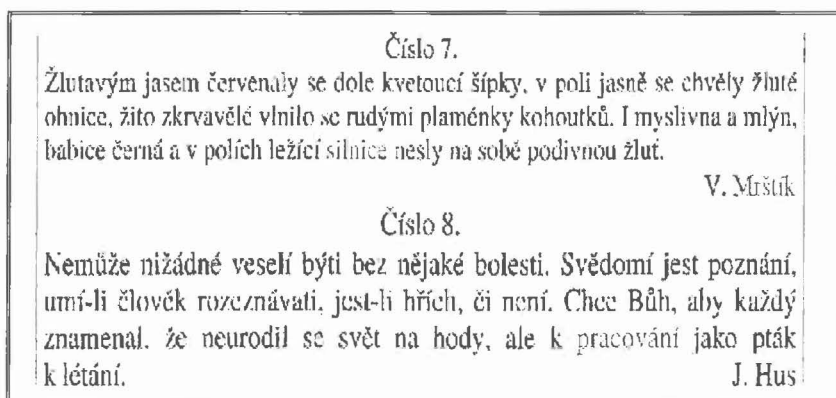 Číslo 7.
Žlutavým jasem červenaly se dole kvetoucí šípky, v poli jasně se chvěly žluté
ohnice, žito zkrvavělé vlnilo se rudými plaménky kohoutků. I myslivna a mlýn,
babice černá a v polích ležící silnice nesly na sobě podivnou žluť.
V. Mrštík
Číslo 8.
Nemůže nižádné veselí býti bez nějaké bolesti. Svědomí jest poznání,
umí-li člověk rozeznávati, jest-li hřích, či není. Chce Bůh, aby každý
znamenal, že neurodil se svět na hody, ale k pracování jako pták
k létání. J. Hus